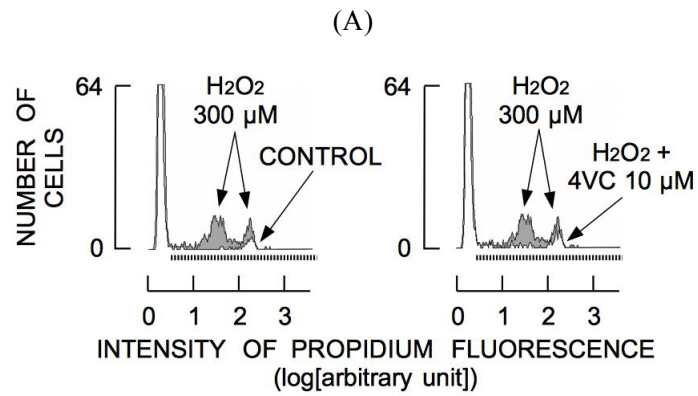 (A)
NUMBER OF
CELLS
64
0
H2O2
300 µM
CONTROL
0 1 2 3
64
0
H2O2
300 µM
H2O2 +
4VC 10 µM
0 1 2 3
INTENSITY OF PROPIDIUM FLUORESCENCE
(log[arbitrary unit])